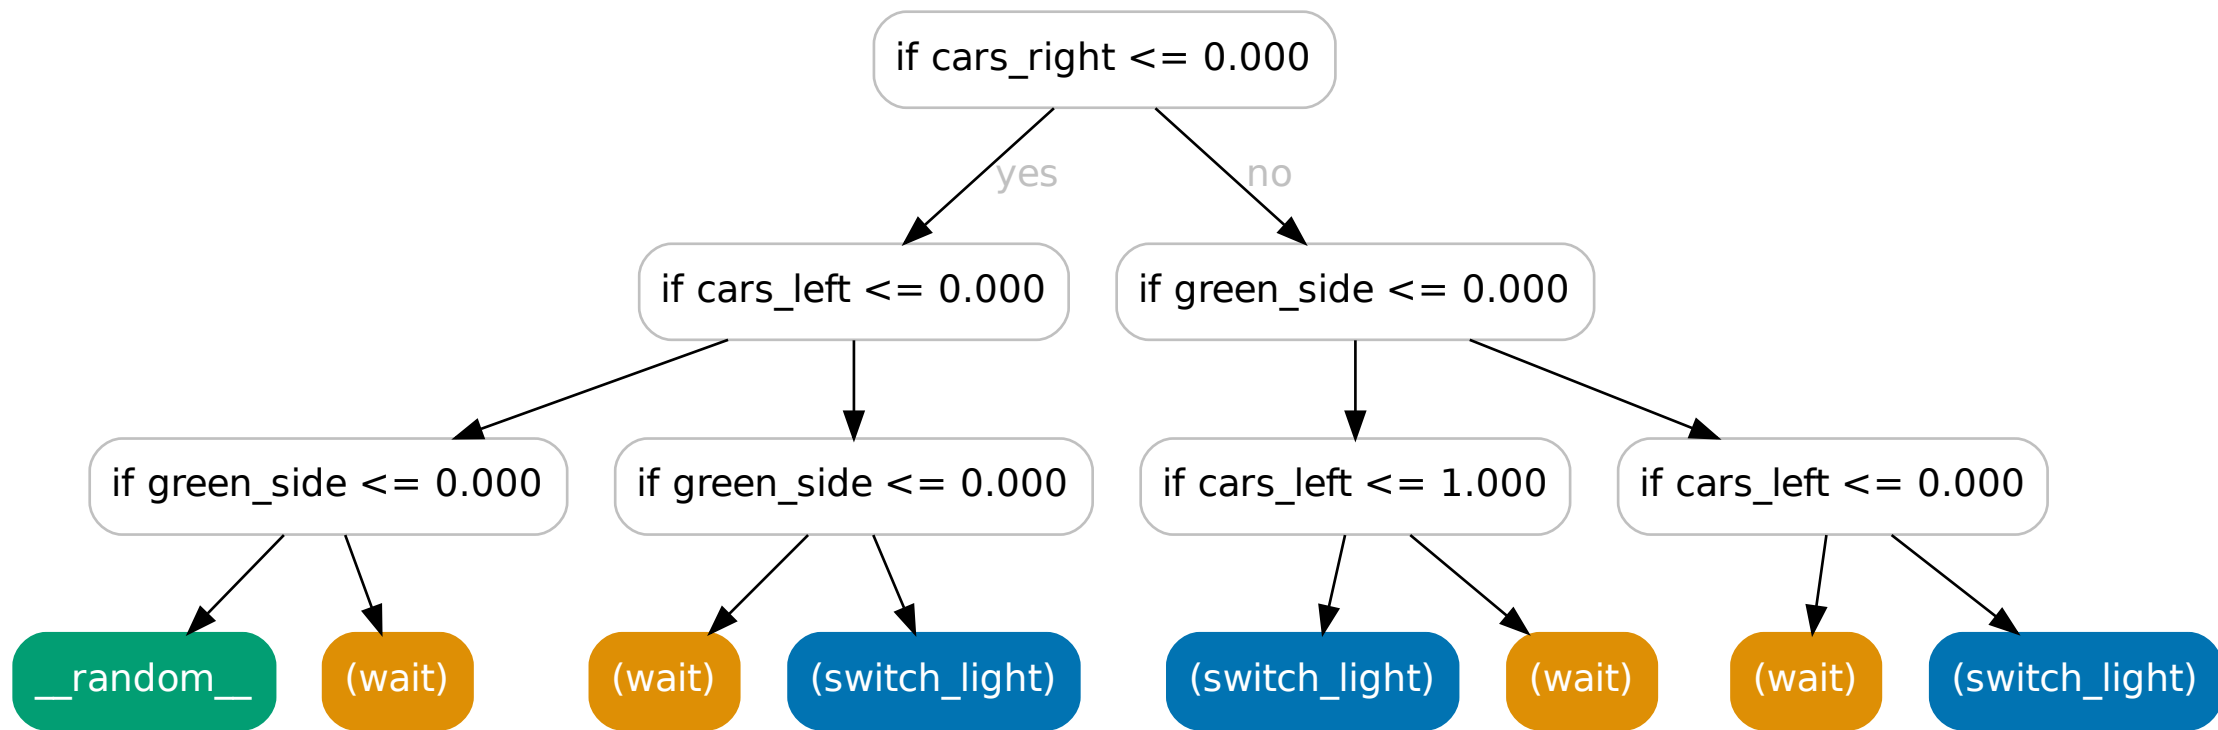 if cars_right <= 0.000
yes
no
if cars_left <= 0.000
if green_side <= 0.000
if green_side <= 0.000
if green_side <= 0.000
if cars_left <= 1.000
if cars_left <= 0.000
__random__
(wait)
(wait)
(switch_light)
(switch_light)
(wait)
(wait)
(switch_light)